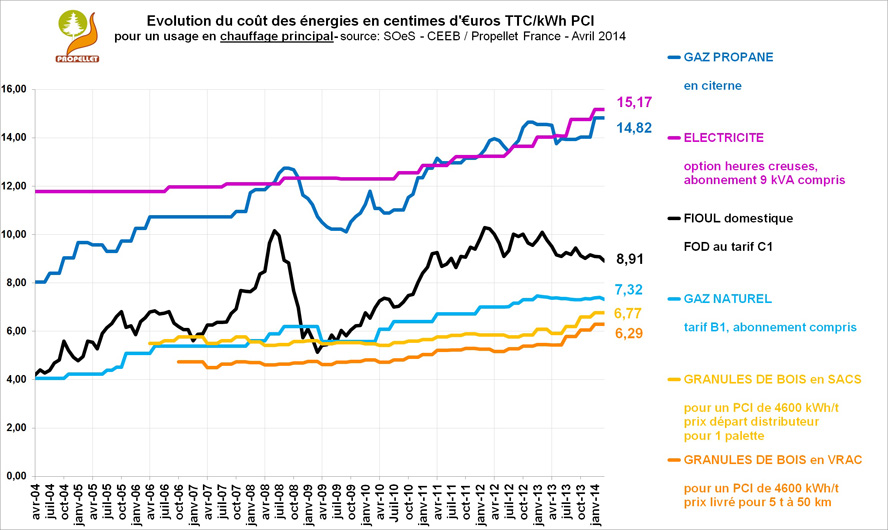 Evolution du coût des énergies en centimes d'€uros TTC/kWh PCI
pour un usage en chauffage principal- source: SOeS - CEEB / Propellet France - Avril 2014
PROPELLET
16,00
14,00
12,00
10,00
8,00
6,00
4,00
2,00
0,00
avr-04
juil-04
oct-04
janv-05
avr-05
juil-05
oct-05
janv-06
avr-06
juil-06
oct-06
janv-07
avr-07
juil-07
oct-07
janv-08
avr-08
juil-08
oct-08
janv-09
avr-09
juil-09
oct-09
janv-10
avr-10
juil-10
oct-10
janv-11
avr-11
juil-11
oct-11
janv-12
avr-12
juil-12
oct-12
janv-13
avr-13
juil-13
oct-13
janv-14
15,17
14,82
8,91
7,32
6,77
6,29
GAZ PROPANE
en citerne
ELECTRICITE
option heures creuses,
abonnement 9 kVA compris
FIOUL domestique
FOD au tarif C1
GAZ NATUREL
tarif B1, abonnement compris
GRANULES DE BOIS en SACS
pour un PCI de 4600 kWh/t
prix départ distributeur
pour 1 palette
GRANULES DE BOIS en VRAC
pour un PCI de 4600 kWh/t
prix livré pour 5 t à 50 km